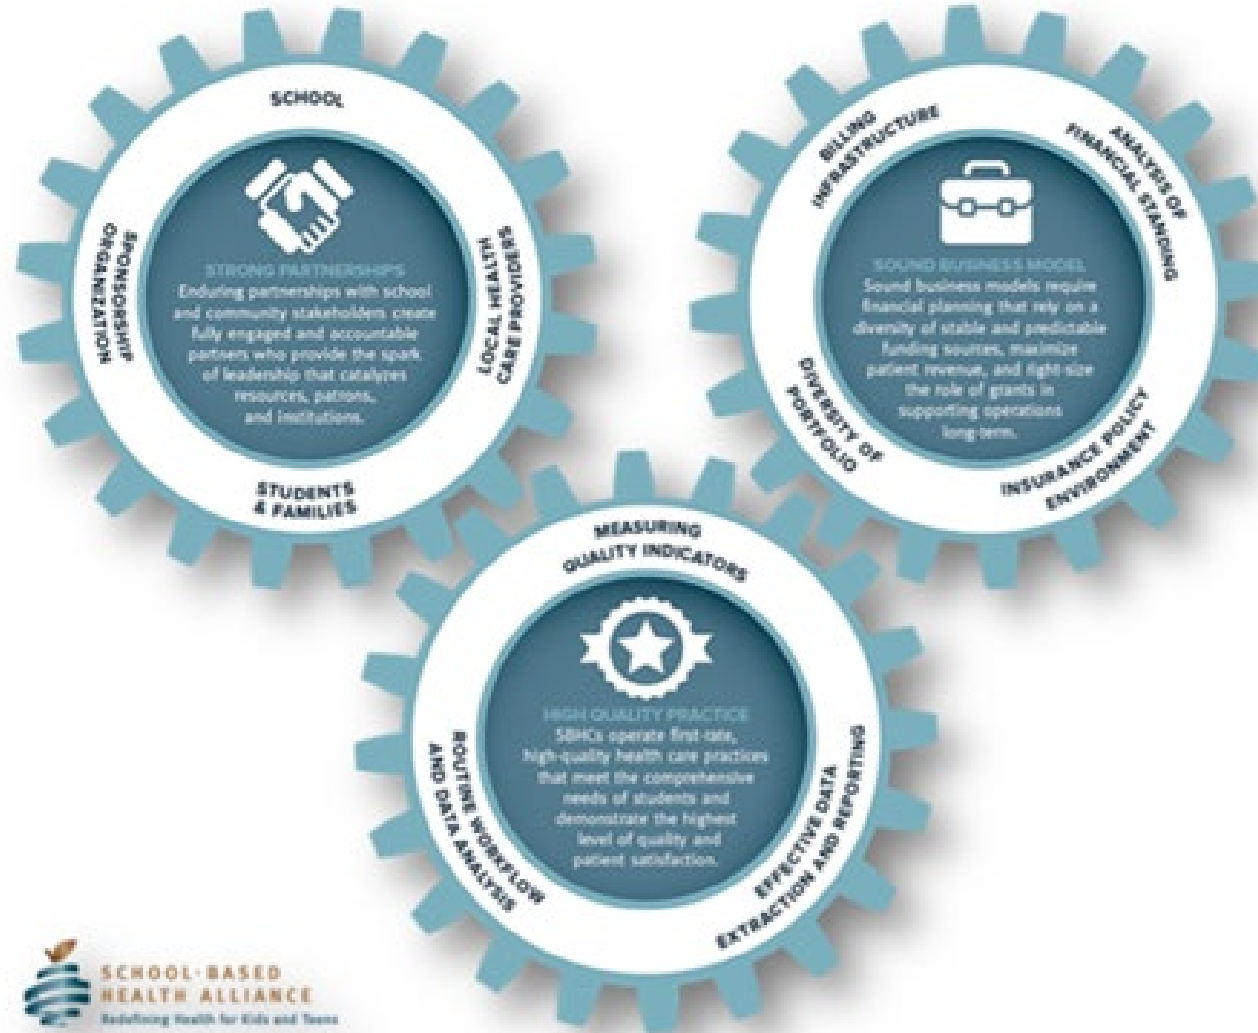 SCHOOL
STRONG PARTNERSHIPS
Enduring partnerships with school
and community stakeholders create
fully engaged and accountable
partners who provide the spark
of leadership that catalyzes
resources, patrons,
and institutions.
SPONSORSHIP
ORGANIZATION
LOCAL HEALTH
CARE PROVIDERS
STUDENTS
& FAMILIES
BILLING
INFRASTRUCTURE
ANALYSIS OF
FINANCIAL STANDING
SOUND BUSINESS MODEL
Sound business models require
financial planning that rely on a
diversity of stable and predictable
funding sources, maximize
patient revenue, and right-size
the role of grants in
supporting operations
long-term.
DIVERSITY OF
PORTFOLIO
INSURANCE POLICY
ENVIRONMENT
MEASURING
QUALITY INDICATORS
HIGH QUALITY PRACTICE
SBHCs operate first-rate,
high-quality health care practices
that meet the comprehensive
needs of students and
demonstrate the highest
level of quality and
patient satisfaction.
ROUTINE WORKFLOW
AND DATA ANALYSIS
EFFECTIVE DATA
EXTRACTION AND REPORTING
SCHOOL-BASED
HEALTH ALLIANCE
Redefining Health for Kids and Teens